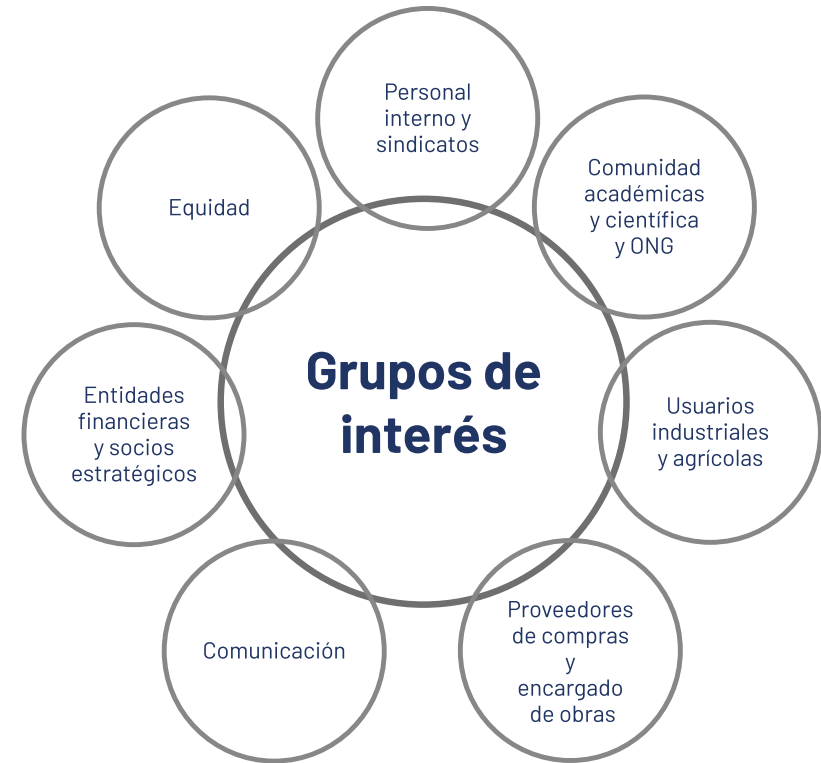 Personal
interno y
sindicatos
Comunidad
académicas
y científica
y ONG
Equidad
Grupos de
interés
Entidades
financieras
y socios
estratégicos
Usuarios
industriales
y agrícolas
Comunicación
Proveedores
de compras
y
encargado
de obras